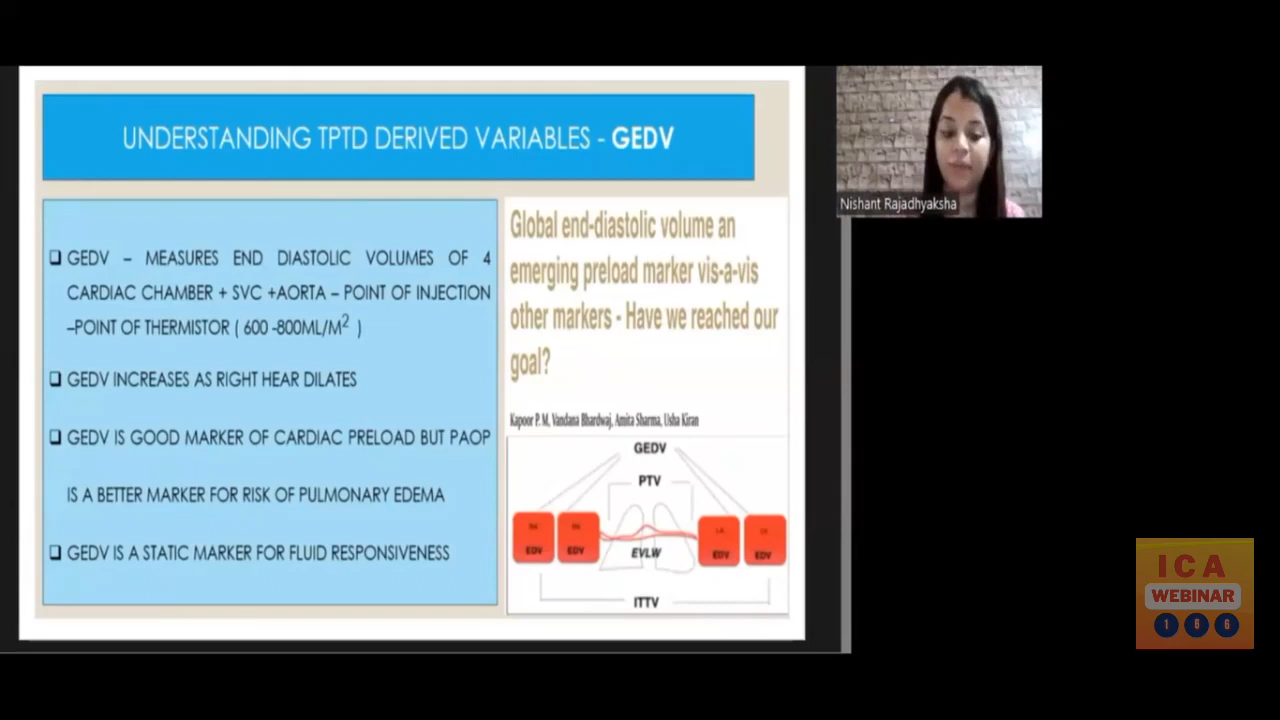 UNDERSTANDING TPTD DERIVED VARIABLES - GEDV
❑ GEDV – MEASURES END DIASTOLIC VOLUMES OF 4
CARDIAC CHAMBER + SVC +AORTA – POINT OF INJECTION
–POINT OF THERMISTOR ( 600 -800ML/M² )
❑ GEDV INCREASES AS RIGHT HEAR DILATES
❑ GEDV IS GOOD MARKER OF CARDIAC PRELOAD BUT PAOP
IS A BETTER MARKER FOR RISK OF PULMONARY EDEMA
❑ GEDV IS A STATIC MARKER FOR FLUID RESPONSIVENESS
Global end-diastolic volume an
emerging preload marker vis-a-vis
other markers - Have we reached our
goal?
Kapoor P. M, Vandana Bhardwaj, Amita Sharma, Usha Kiran
GEDV
PTV
EDV EDV EVLW EDV EDV
ITTV
Nishant Rajadhyaksha
ICA
WEBINAR
166